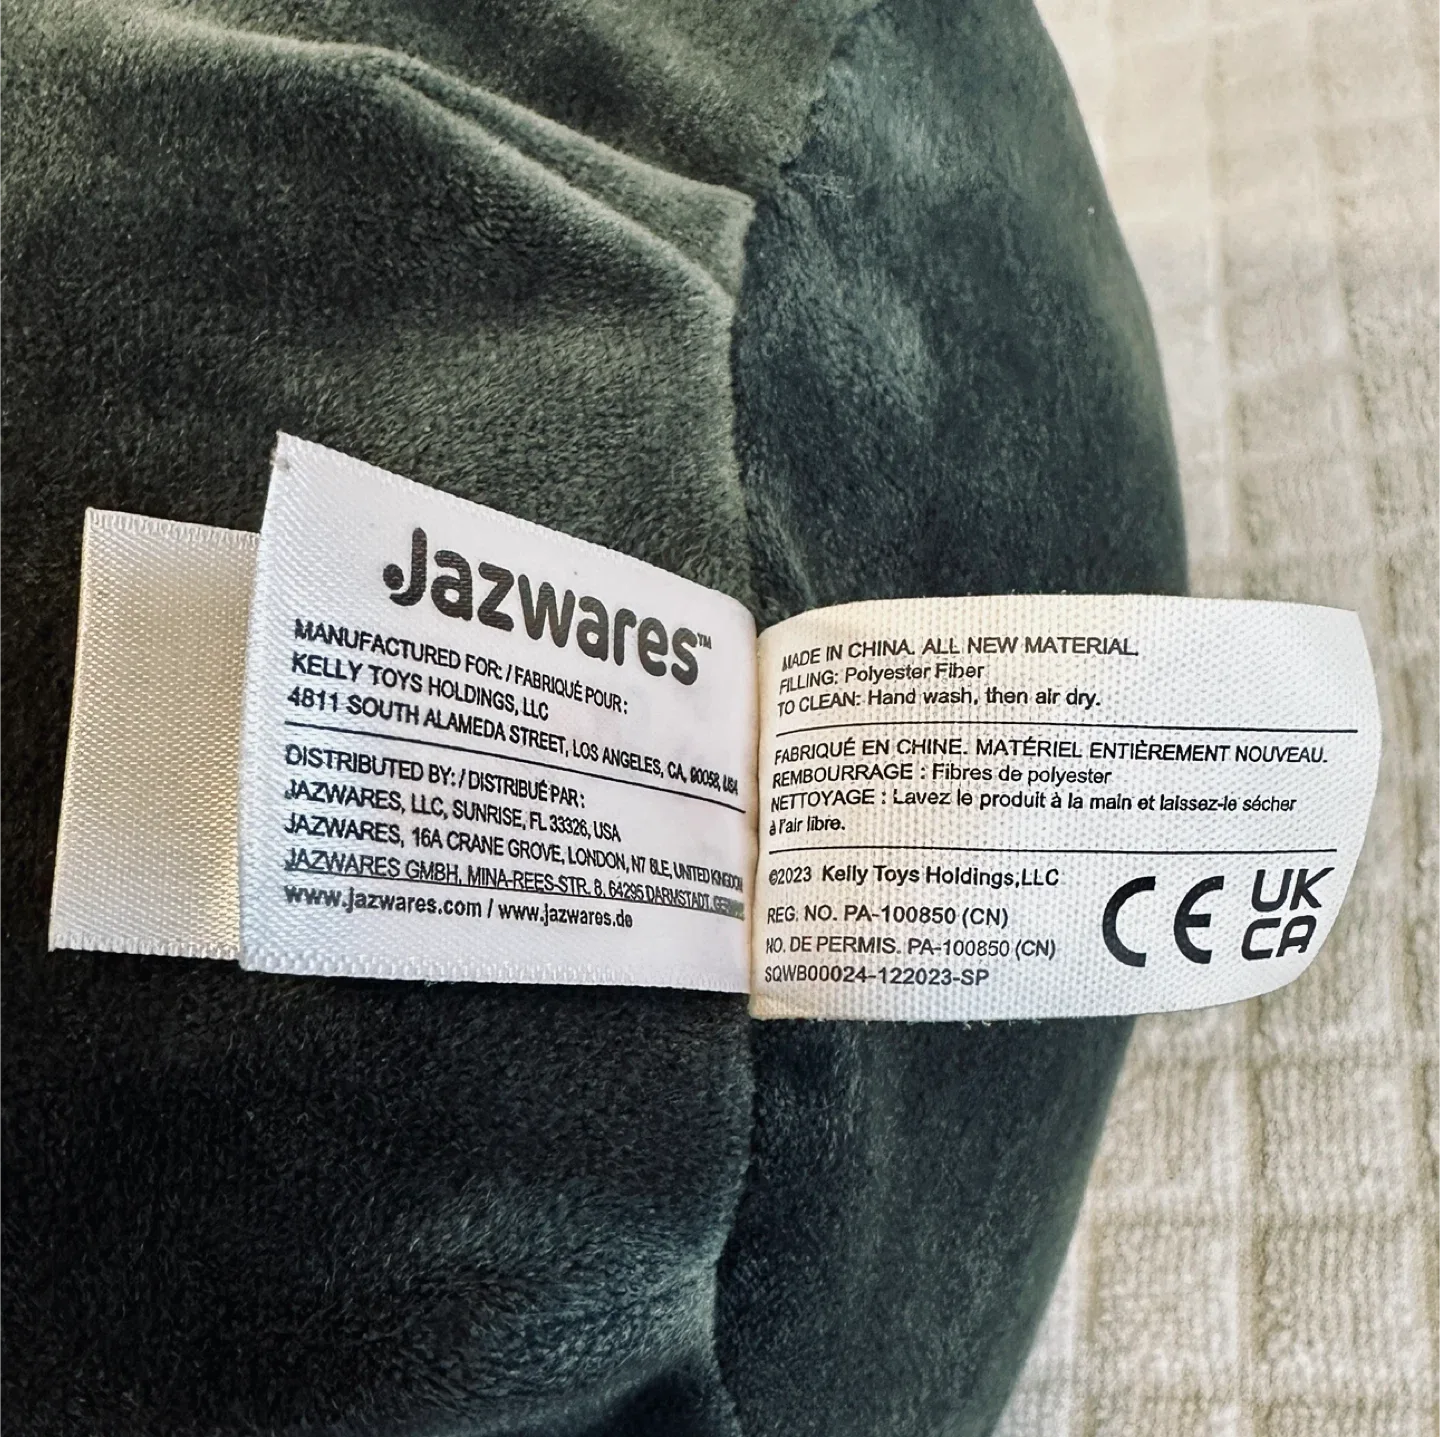 Jazwares™
MANUFACTURED FOR: / FABRIQUÉ POUR:
KELLY TOYS HOLDINGS, LLC
4811 SOUTH ALAMEDA STREET, LOS ANGELES, CA, 90058, USA
DISTRIBUTED BY: / DISTRIBUÉ PAR:
JAZWARES, LLC, SUNRISE, FL 33326, USA
JAZWARES, 16A CRANE GROVE, LONDON, N7 8LE, UNITED KINGDOM
JAZWARES GMBH, MINA-REES-STR. 8, 64295 DARMSTADT, GERMANY
www.jazwares.com / www.jazwares.de
MADE IN CHINA. ALL NEW MATERIAL.
FILLING: Polyester Fiber
TO CLEAN: Hand wash, then air dry.
FABRIQUÉ EN CHINE. MATÉRIEL ENTIÈREMENT NOUVEAU.
REMBOURRAGE : Fibres de polyester
NETTOYAGE : Lavez le produit à la main et laissez-le sécher
à l'air libre.
©2023 Kelly Toys Holdings,LLC
REG. NO. PA-100850 (CN)
NO. DE PERMIS. PA-100850 (CN)
SQWB00024-122023-SP
CE
UK
CA